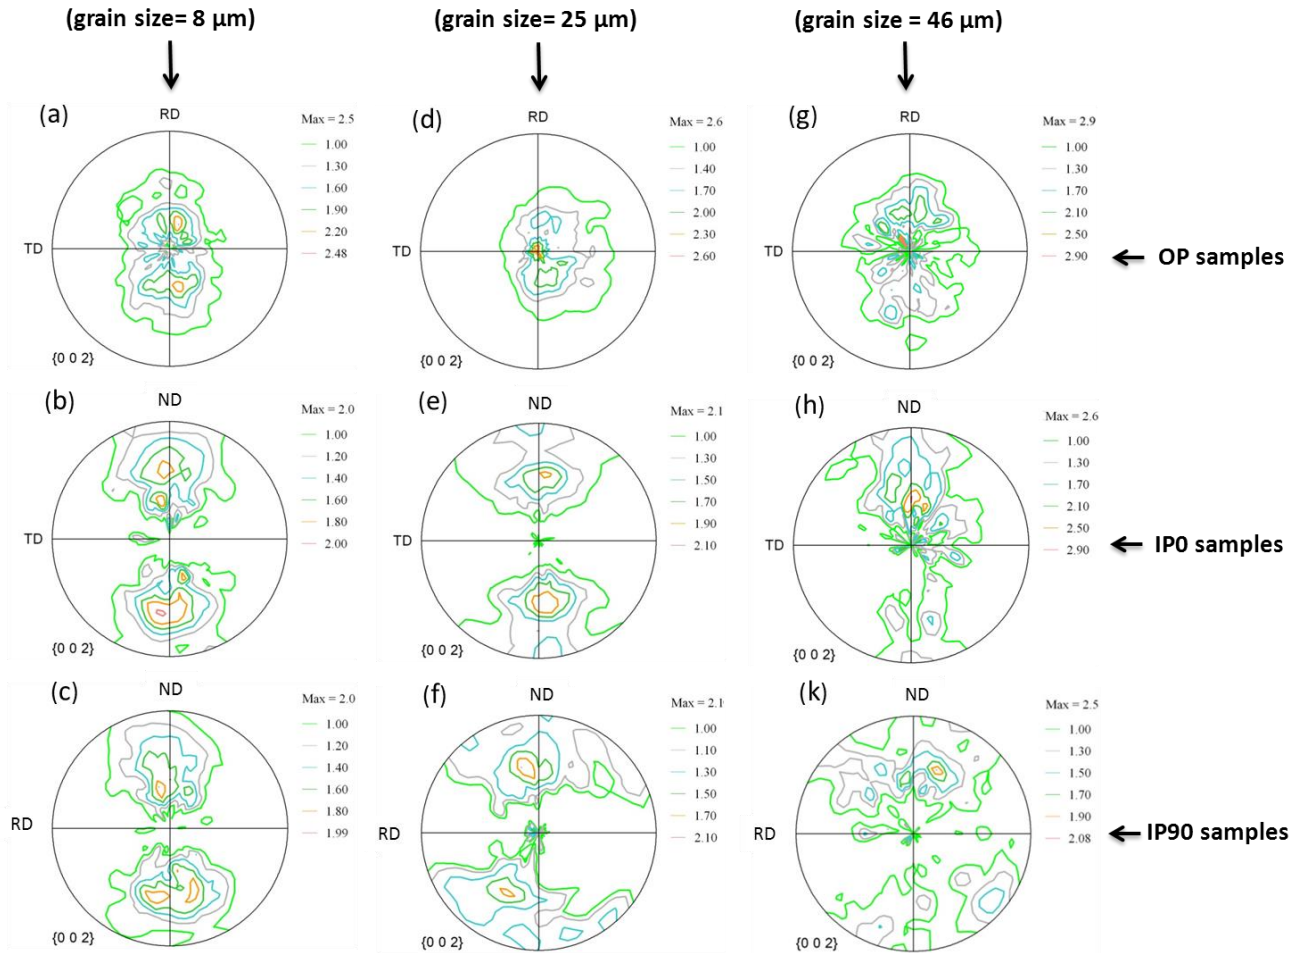 (grain size= 8 µm)
(grain size= 25 µm)
(grain size = 46 µm)
(a)
RD
Max = 2.5
1.00
1.30
1.60
1.90
2.20
2.48
TD
{0 0 2}
(d)
RD
Max = 2.6
1.00
1.40
1.70
2.00
2.30
2.60
TD
{0 0 2}
(g)
RD
Max = 2.9
1.00
1.30
1.70
2.10
2.50
2.90
TD
{0 0 2}
OP samples
(b)
ND
Max = 2.0
1.00
1.20
1.40
1.60
1.80
2.00
TD
{0 0 2}
(e)
ND
Max = 2.1
1.00
1.30
1.50
1.70
1.90
2.10
TD
{0 0 2}
(h)
ND
Max = 2.6
1.00
1.30
1.70
2.10
2.50
2.90
TD
{0 0 2}
IP0 samples
(c)
ND
Max = 2.0
1.00
1.20
1.40
1.60
1.80
1.99
RD
{0 0 2}
(f)
ND
Max = 2.1
1.00
1.10
1.30
1.50
1.70
2.10
RD
{0 0 2}
(k)
ND
Max = 2.5
1.00
1.30
1.50
1.70
1.90
2.08
RD
{0 0 2}
IP90 samples